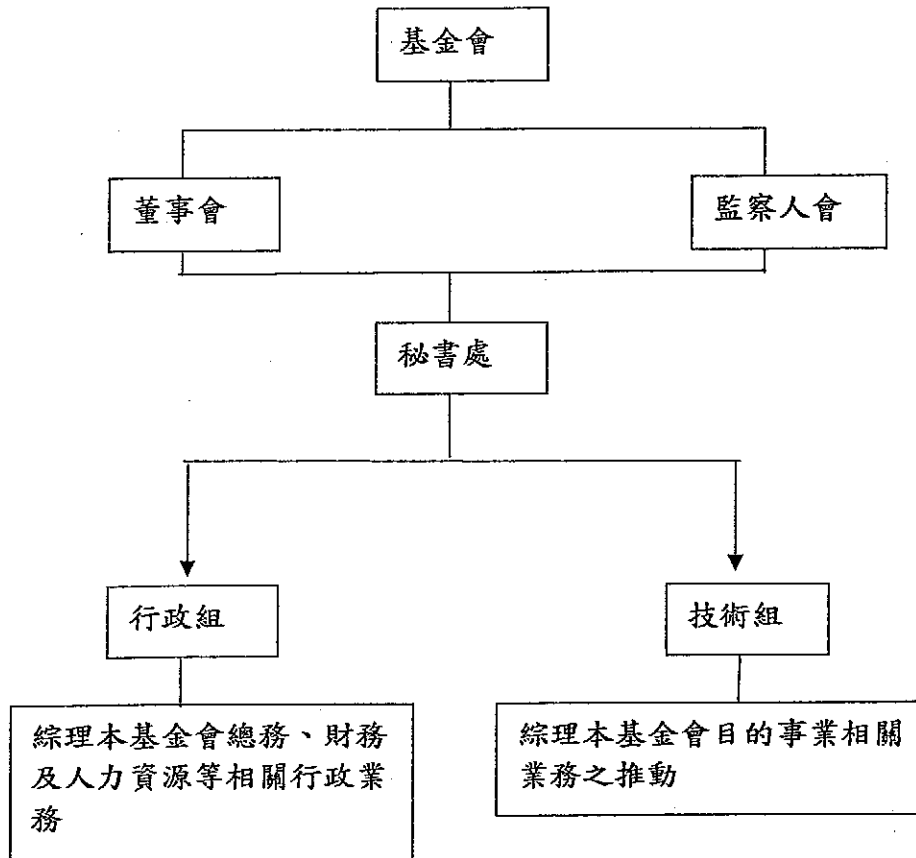 基金會
董事會
監察人會
秘書處
行政組
技術組
綜理本基金會總務、財務
及人力資源等相關行政業
務
綜理本基金會目的事業相關
業務之推動